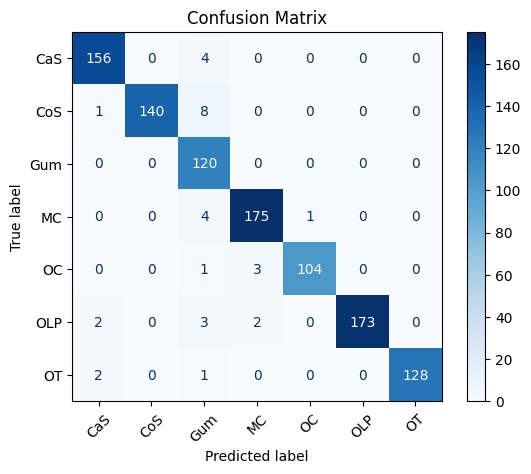 Confusion Matrix
CaS 156 0 4 0 0 0 0
CoS 1 140 8 0 0 0 0
Gum 0 0 120 0 0 0 0
MC 0 0 4 175 1 0 0
OC 0 0 1 3 104 0 0
OLP 2 0 3 2 0 173 0
OT 2 0 1 0 0 0 128
CaS CoS Gum MC OC OLP OT
Predicted label
True label
160
140
120
100
80
60
40
20
0